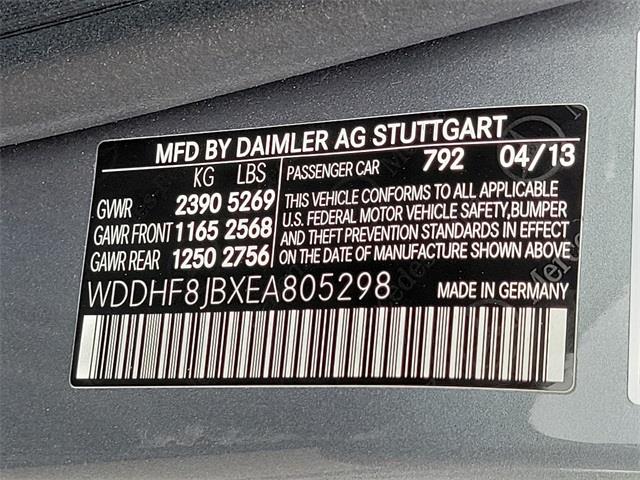 MFD BY DAIMLER AG STUTTGART
KG LBS
GVWR 2390 5269
GAWR FRONT 1165 2568
GAWR REAR 1250 2756
PASSENGER CAR 792 04/13
THIS VEHICLE CONFORMS TO ALL APPLICABLE
U.S. FEDERAL MOTOR VEHICLE SAFETY,BUMPER
AND THEFT PREVENTION STANDARDS IN EFFECT
ON THE DATE OF MANUFACTURE SHOWN ABOVE
WDDHF8JBXEA805298 MADE IN GERMANY